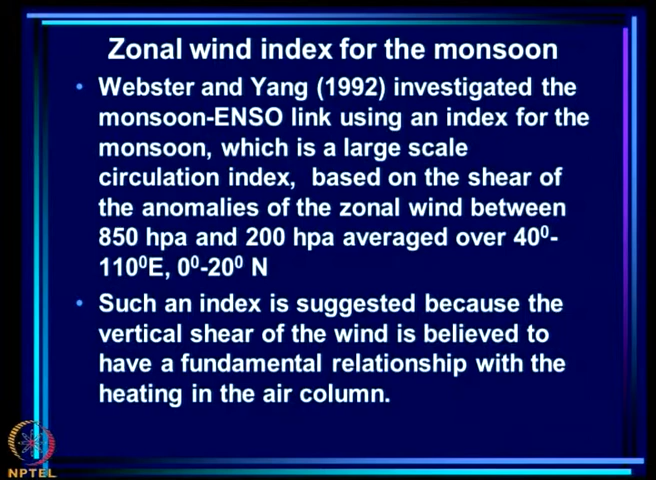 Zonal wind index for the monsoon
• Webster and Yang (1992) investigated the
monsoon-ENSO link using an index for the
monsoon, which is a large scale
circulation index, based on the shear of
the anomalies of the zonal wind between
850 hpa and 200 hpa averaged over 40⁰-
110⁰E, 0⁰-20⁰ N
• Such an index is suggested because the
vertical shear of the wind is believed to
have a fundamental relationship with the
heating in the air column.
NPTEL